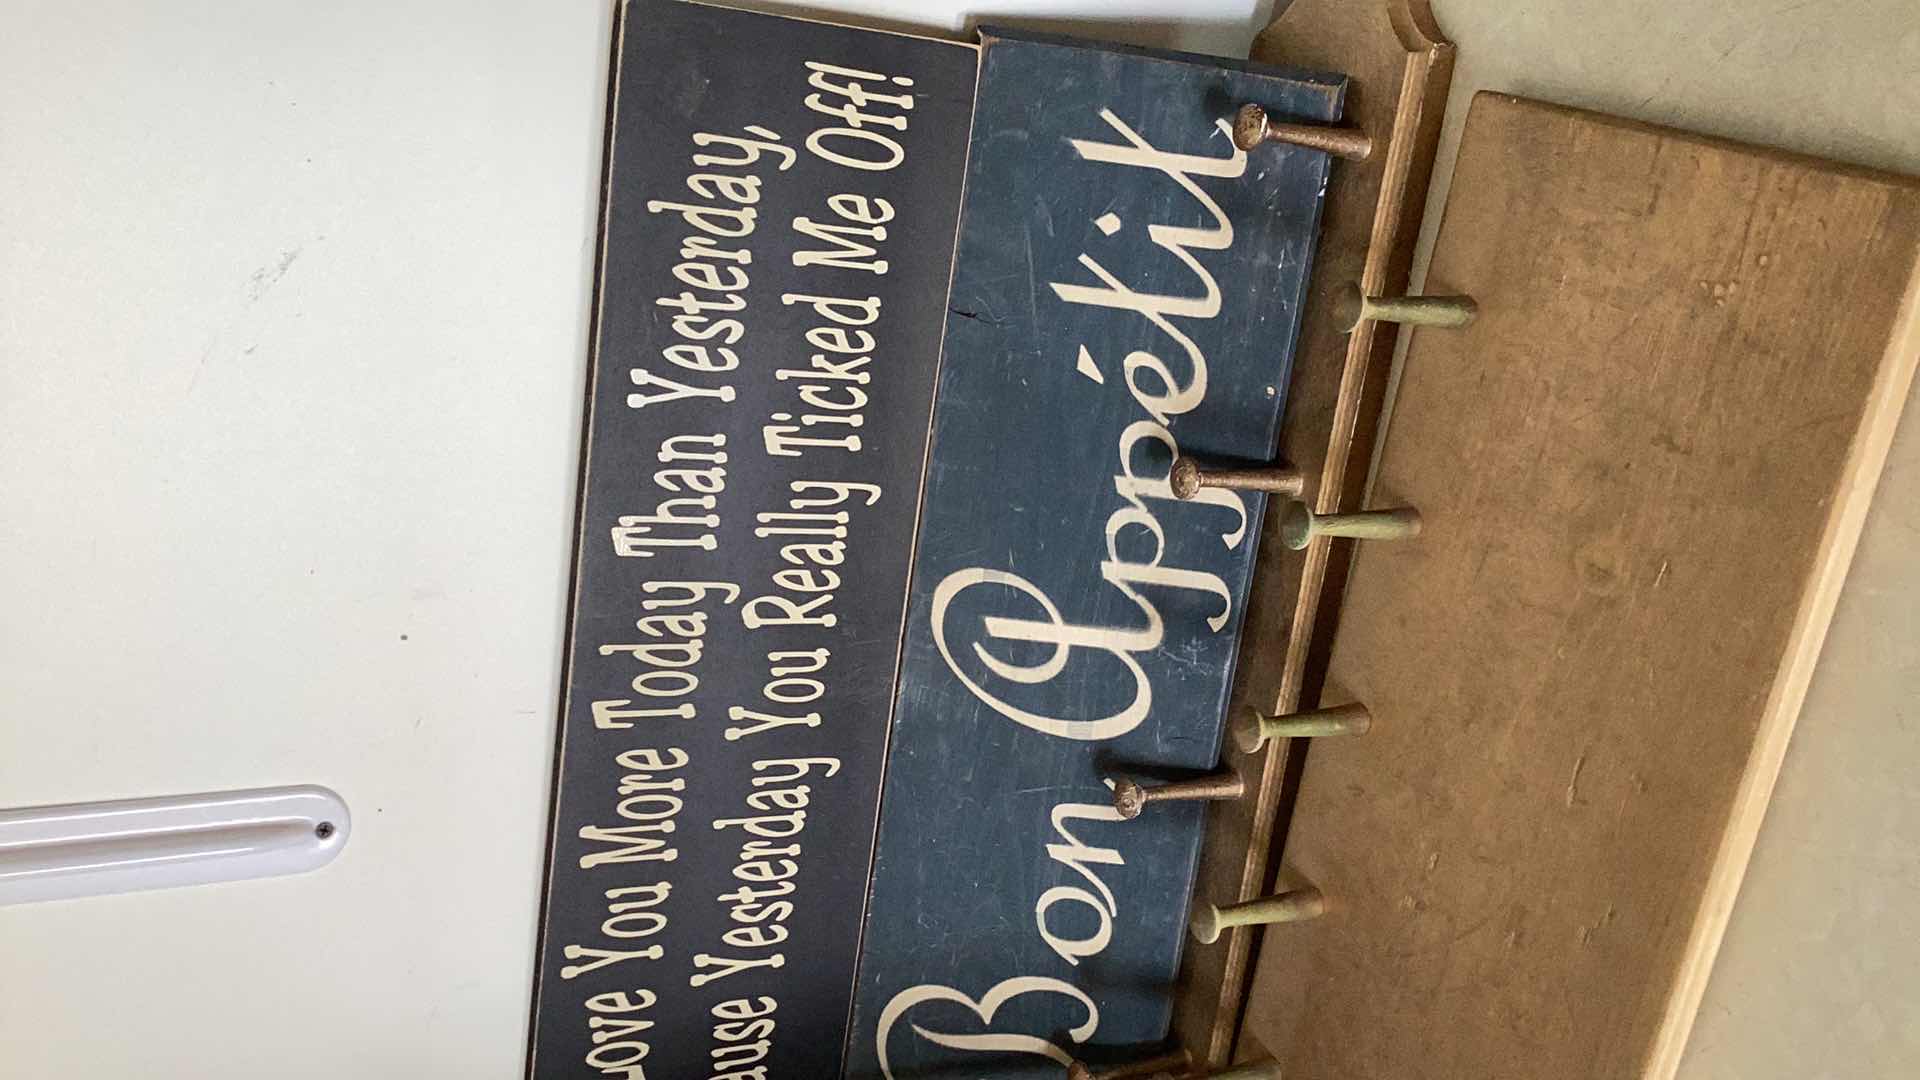 Love You More Today Than Yesterday,
ause Yesterday You Really Ticked Me Off!
Bon Appétit